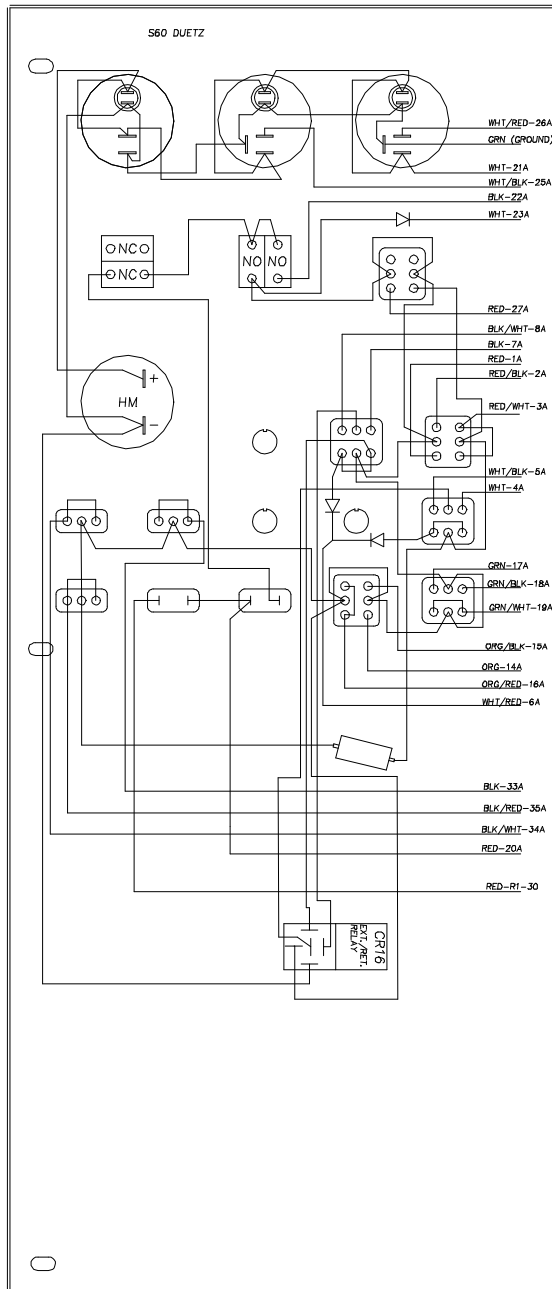 S60 DUETZ
WHT/RED-26A
GRN (GROUND)
WHT-21A
WHT/BLK-25A
BLK-22A
WHT-23A
NC
NC
NO NO
RED-27A
BLK/WHT-8A
BLK-7A
RED-1A
RED/BLK-2A
RED/WHT-3A
+
HM
-
WHT/BLK-5A
WHT-4A
GRN-17A
GRN/BLK-18A
GRN/WHT-19A
ORG/BLK-15A
ORG-14A
ORG/RED-16A
WHT/RED-6A
BLK-33A
BLK/RED-35A
BLK/WHT-34A
RED-20A
RED-R1-30
CR16
EXT./RET.
RELAY